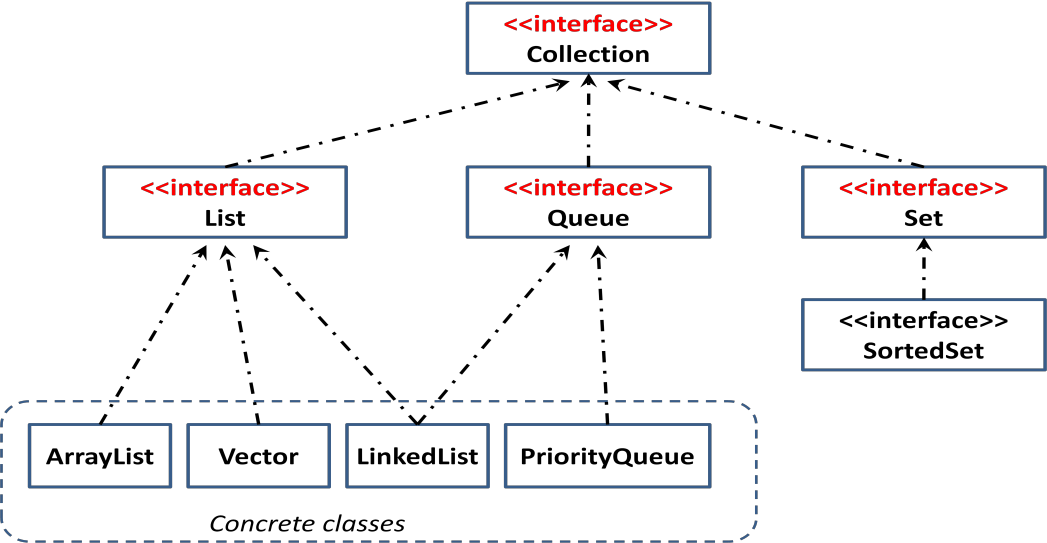 <<interface>>
Collection
<<interface>>
List
<<interface>>
Queue
<<interface>>
Set
<<interface>>
SortedSet
ArrayList
Vector
LinkedList
PriorityQueue
Concrete classes